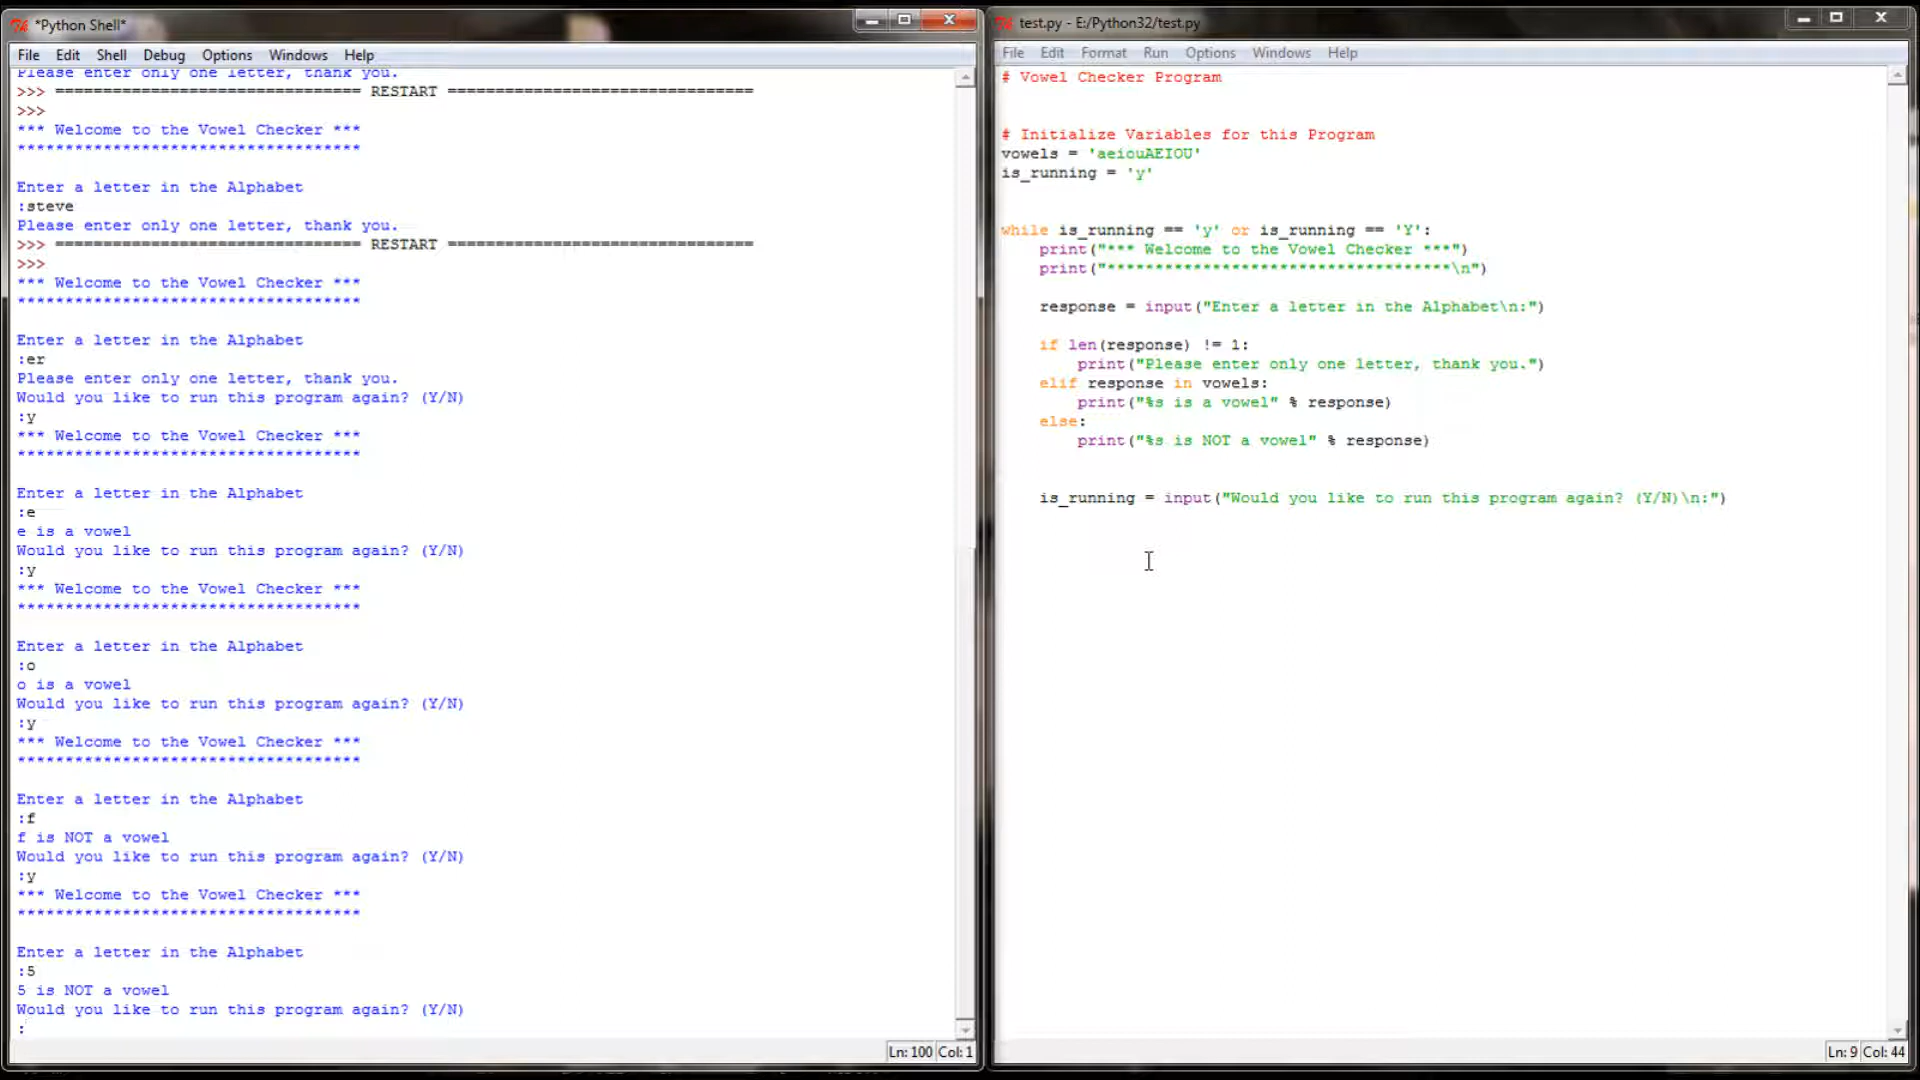 *Python Shell*
File Edit Shell Debug Options Windows Help
Please enter only one letter, thank you.
>>> ================================ RESTART ================================
>>>
*** Welcome to the Vowel Checker ***
************************************
Enter a letter in the Alphabet
:steve
Please enter only one letter, thank you.
>>> ================================ RESTART ================================
>>>
*** Welcome to the Vowel Checker ***
************************************
Enter a letter in the Alphabet
:er
Please enter only one letter, thank you.
Would you like to run this program again? (Y/N)
:y
*** Welcome to the Vowel Checker ***
************************************
Enter a letter in the Alphabet
:e
e is a vowel
Would you like to run this program again? (Y/N)
:y
*** Welcome to the Vowel Checker ***
************************************
Enter a letter in the Alphabet
:o
o is a vowel
Would you like to run this program again? (Y/N)
:y
*** Welcome to the Vowel Checker ***
************************************
Enter a letter in the Alphabet
:f
f is NOT a vowel
Would you like to run this program again? (Y/N)
:y
*** Welcome to the Vowel Checker ***
************************************
Enter a letter in the Alphabet
:5
5 is NOT a vowel
Would you like to run this program again? (Y/N)
:
Ln: 100 Col: 1
test.py - E:/Python32/test.py
File Edit Format Run Options Windows Help
# Vowel Checker Program
# Initialize Variables for this Program
vowels = 'aeiouAEIOU'
is_running = 'y'
while is_running == 'y' or is_running == 'Y':
    print("*** Welcome to the Vowel Checker ***")
    print("************************************\n")
    response = input("Enter a letter in the Alphabet\n:")
    if len(response) != 1:
        print("Please enter only one letter, thank you.")
    elif response in vowels:
        print("%s is a vowel" % response)
    else:
        print("%s is NOT a vowel" % response)
    is_running = input("Would you like to run this program again? (Y/N)\n:")
Ln: 9 Col: 44